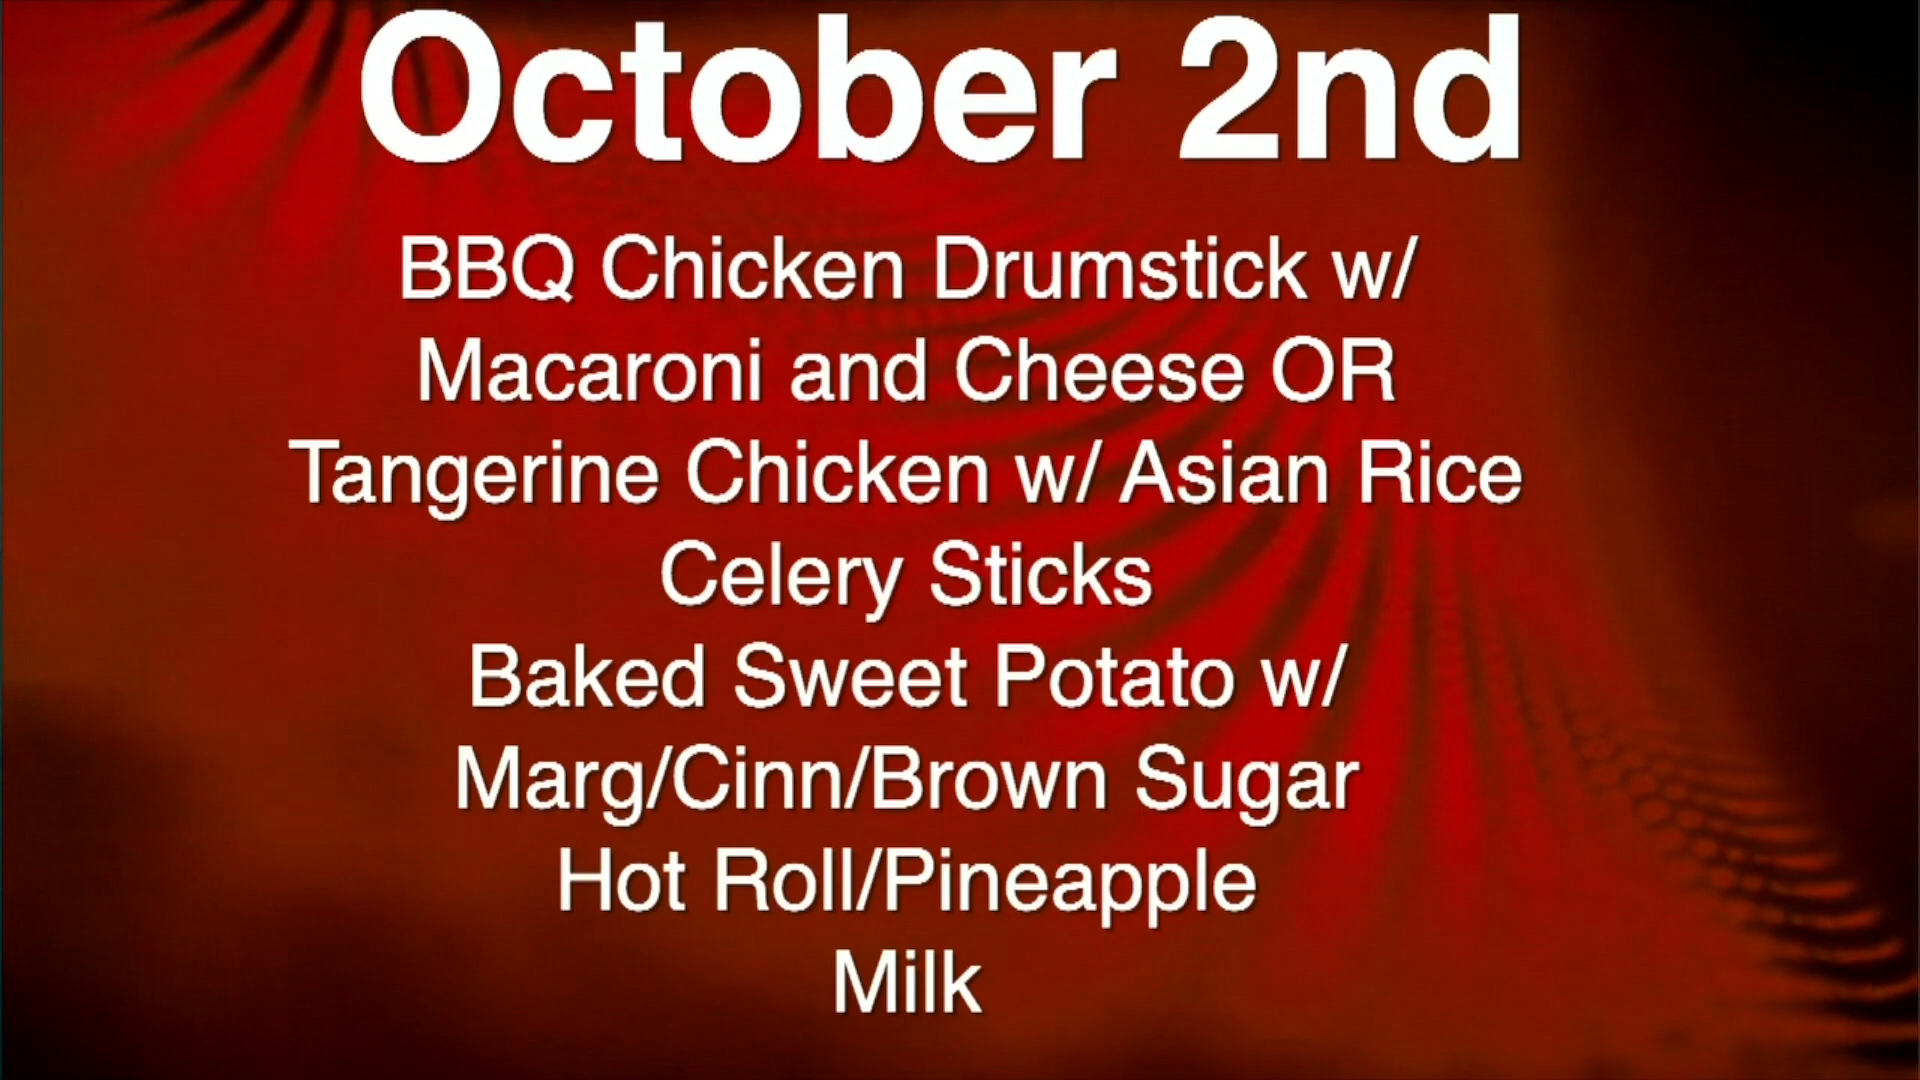 October 2nd
BBQ Chicken Drumstick w/
Macaroni and Cheese OR
Tangerine Chicken w/ Asian Rice
Celery Sticks
Baked Sweet Potato w/
Marg/Cinn/Brown Sugar
Hot Roll/Pineapple
Milk